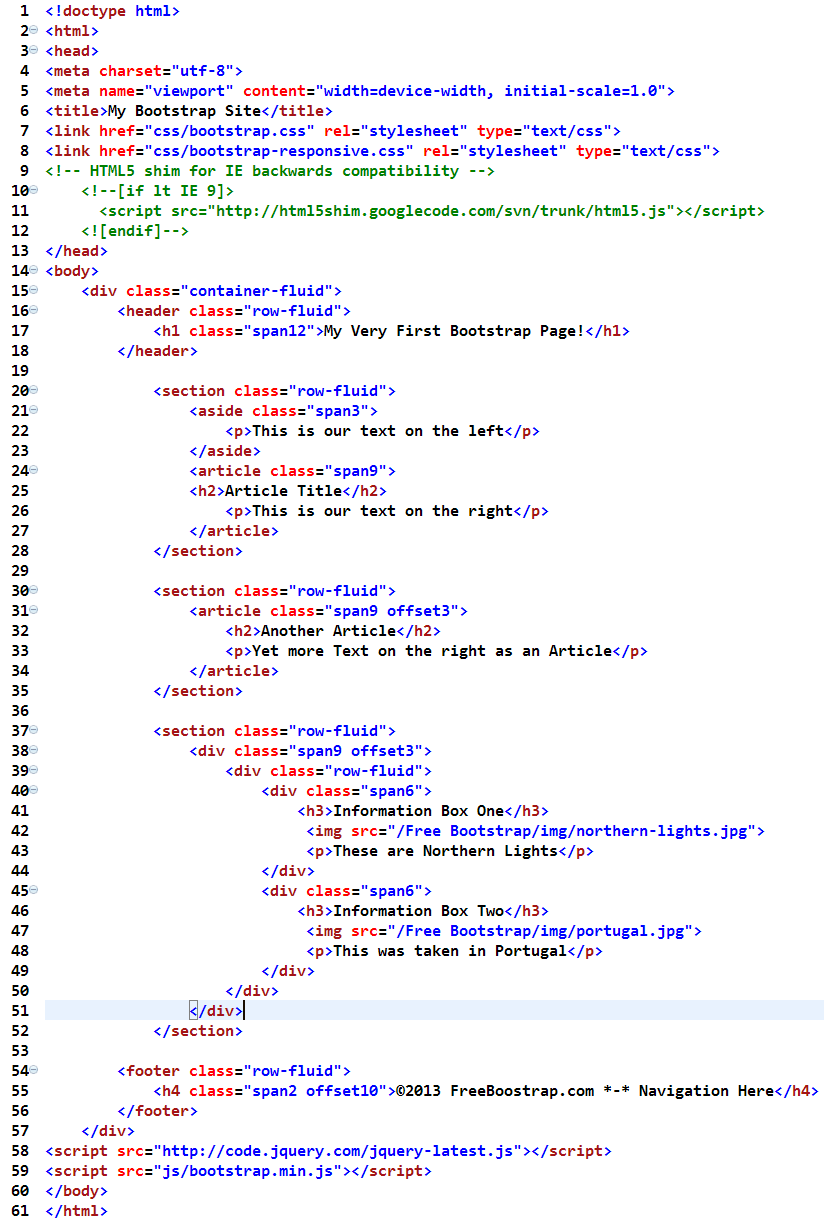 1 <!doctype html>
2 <html>
3 <head>
4 <meta charset="utf-8">
5 <meta name="viewport" content="width=device-width, initial-scale=1.0">
6 <title>My Bootstrap Site</title>
7 <link href="css/bootstrap.css" rel="stylesheet" type="text/css">
8 <link href="css/bootstrap-responsive.css" rel="stylesheet" type="text/css">
9 <!-- HTML5 shim for IE backwards compatibility -->
10     <!--[if lt IE 9]>
11       <script src="http://html5shim.googlecode.com/svn/trunk/html5.js"></script>
12     <![endif]-->
13 </head>
14 <body>
15     <div class="container-fluid">
16         <header class="row-fluid">
17             <h1 class="span12">My Very First Bootstrap Page!</h1>
18         </header>
19
20             <section class="row-fluid">
21                 <aside class="span3">
22                     <p>This is our text on the left</p>
23                 </aside>
24                 <article class="span9">
25                 <h2>Article Title</h2>
26                     <p>This is our text on the right</p>
27                 </article>
28             </section>
29
30             <section class="row-fluid">
31                 <article class="span9 offset3">
32                     <h2>Another Article</h2>
33                     <p>Yet more Text on the right as an Article</p>
34                 </article>
35             </section>
36
37             <section class="row-fluid">
38                 <div class="span9 offset3">
39                     <div class="row-fluid">
40                         <div class="span6">
41                             <h3>Information Box One</h3>
42                              <img src="/Free Bootstrap/img/northern-lights.jpg">
43                              <p>These are Northern Lights</p>
44                         </div>
45                         <div class="span6">
46                             <h3>Information Box Two</h3>
47                              <img src="/Free Bootstrap/img/portugal.jpg">
48                              <p>This was taken in Portugal</p>
49                         </div>
50                     </div>
51                 </div>
52             </section>
53
54         <footer class="row-fluid">
55             <h4 class="span2 offset10">©2013 FreeBoostrap.com *-* Navigation Here</h4>
56         </footer>
57     </div>
58 <script src="http://code.jquery.com/jquery-latest.js"></script>
59 <script src="js/bootstrap.min.js"></script>
60 </body>
61 </html>